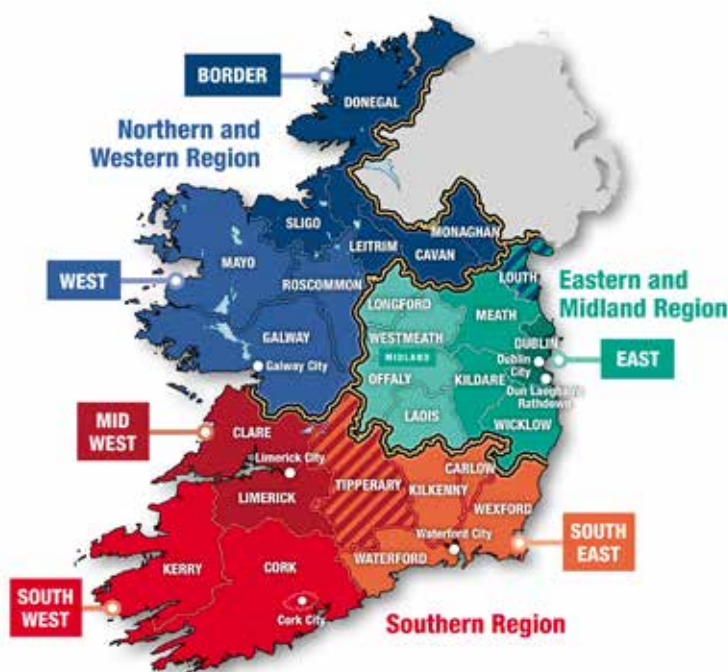 BORDER
DONEGAL
Northern and
Western Region
SLIGO
LEITRIM
MONAGHAN
CAVAN
MAYO
WEST
ROSCOMMON
LOUTH
LONGFORD
Eastern and
Midland Region
MEATH
GALWAY
WESTMEATH
DUBLIN
MIDLAND
Dublin
City
EAST
Galway City
OFFALY
KILDARE
Dun Laoghaire
Rathdown
LAOIS
WICKLOW
MID
WEST
CLARE
Limerick City
CARLOW
TIPPERARY
KILKENNY
LIMERICK
WEXFORD
Waterford City
SOUTH
EAST
WATERFORD
KERRY
CORK
SOUTH
WEST
Cork City
Southern Region